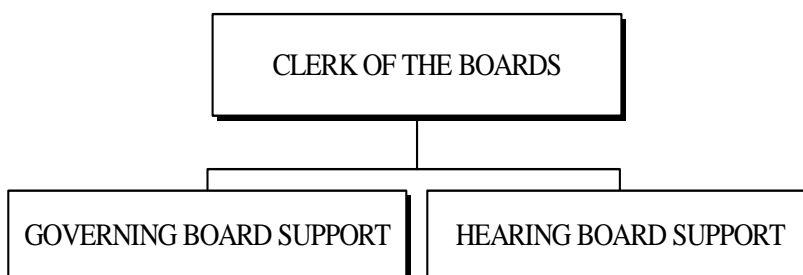 CLERK OF THE BOARDS
GOVERNING BOARD SUPPORT
HEARING BOARD SUPPORT